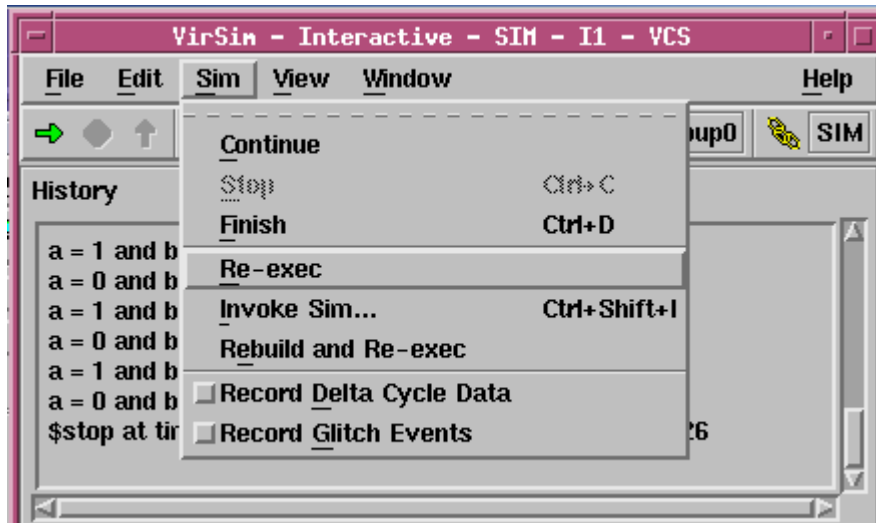 VirSim - Interactive - SIM - I1 - VCS
File Edit Sim View Window Help
Continue
Stop Ctrl+C
Finish Ctrl+D
Re-exec
Invoke Sim... Ctrl+Shift+I
Rebuild and Re-exec
Record Delta Cycle Data
Record Glitch Events
oup0 SIM
History
a = 1 and b
a = 0 and b
a = 1 and b
a = 0 and b
a = 1 and b
a = 0 and b
$stop at tim 26